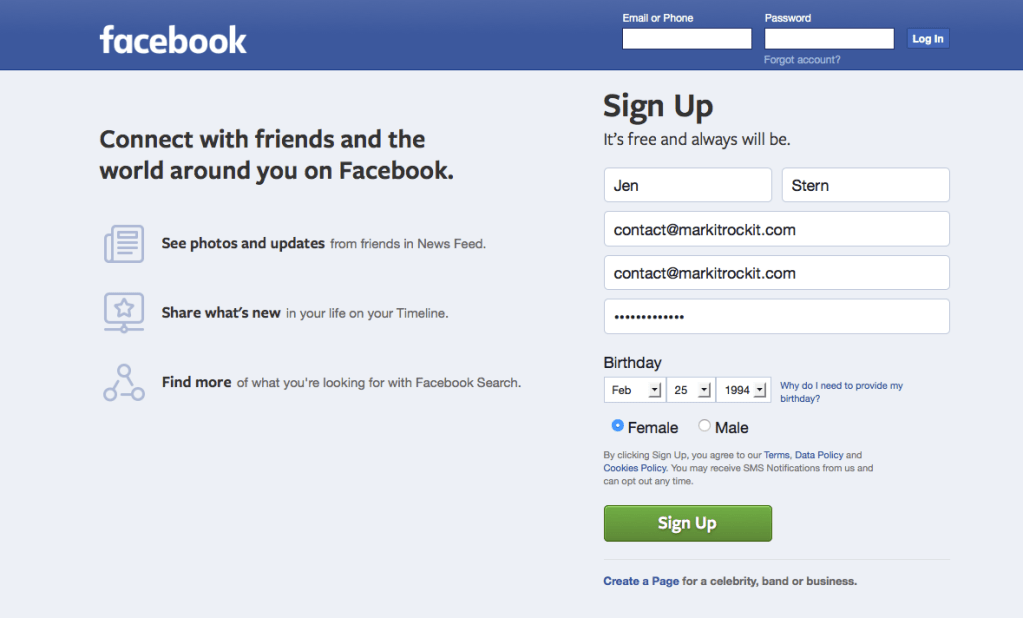 facebook
Email or Phone
Password
Log In
Forgot account?
Connect with friends and the
world around you on Facebook.
See photos and updates from friends in News Feed.
Share what's new in your life on your Timeline.
Find more of what you're looking for with Facebook Search.
Sign Up
It's free and always will be.
Jen
Stern
contact@markitrockit.com
contact@markitrockit.com
•••••••••••••
Birthday
Feb 25 1994
Why do I need to provide my
birthday?
Female Male
By clicking Sign Up, you agree to our Terms, Data Policy and
Cookies Policy. You may receive SMS Notifications from us and
can opt out any time.
Sign Up
Create a Page for a celebrity, band or business.